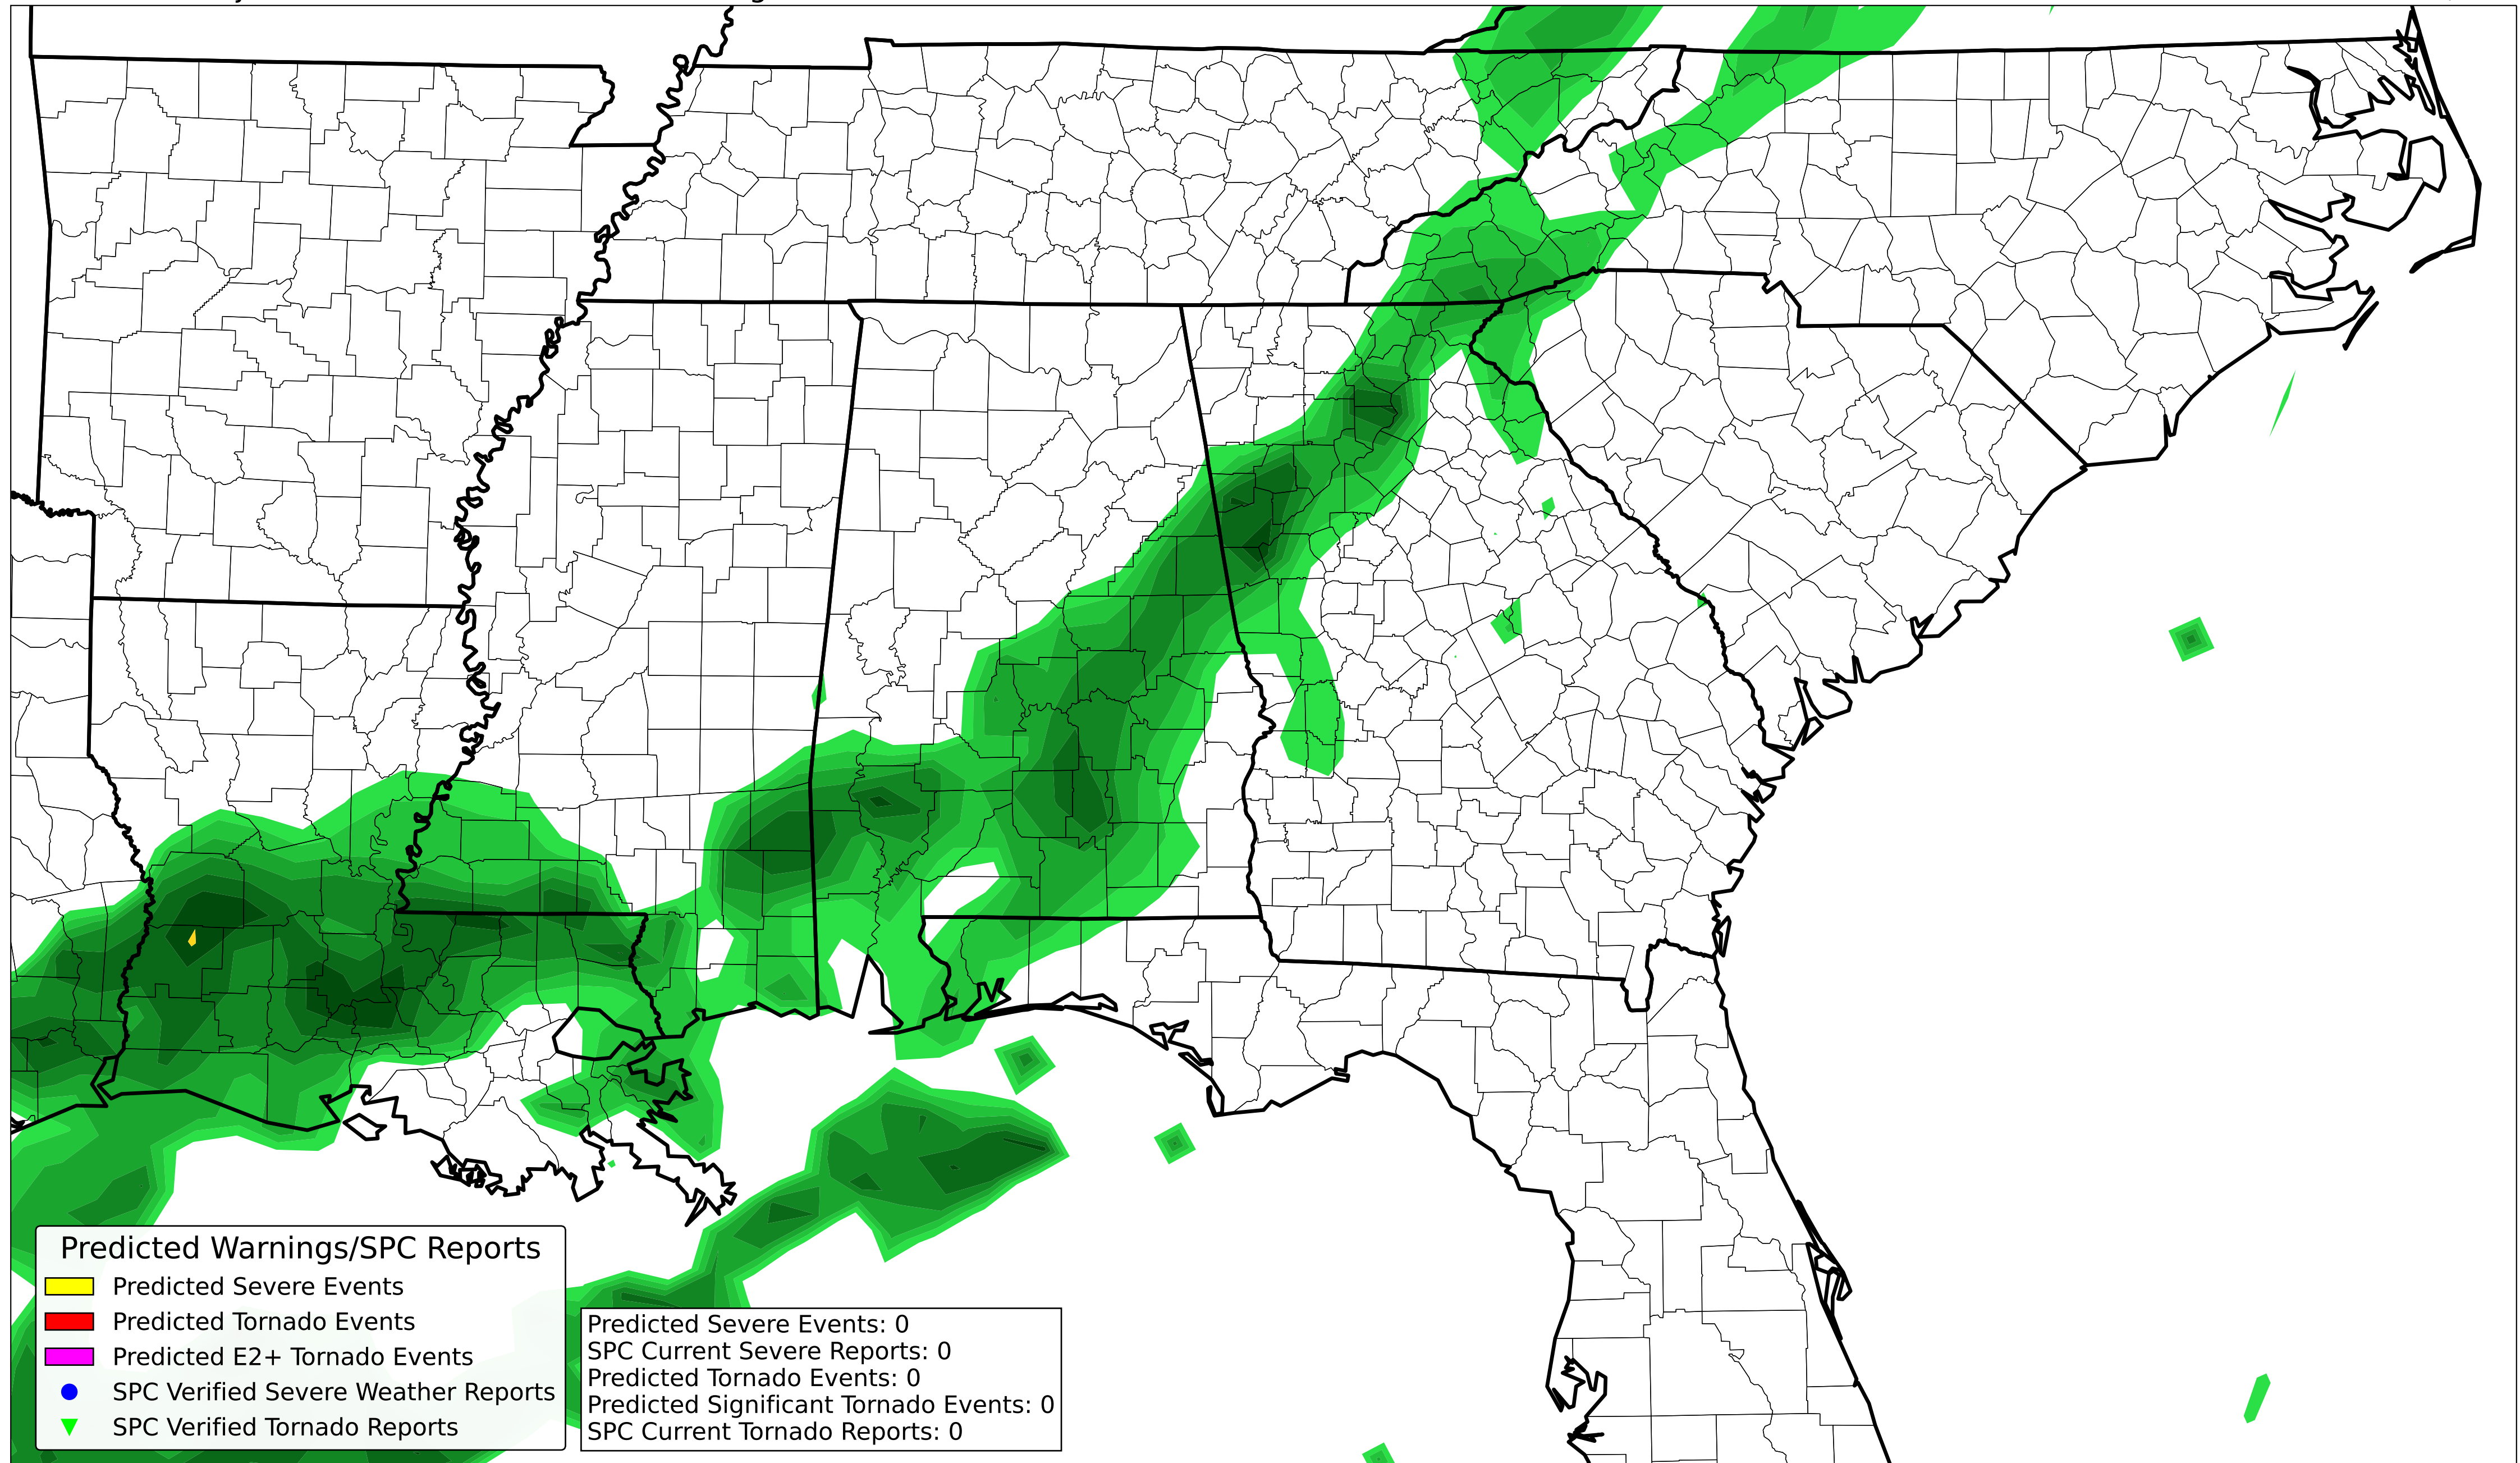 Predicted Warnings/SPC Reports
Predicted Severe Events
Predicted Tornado Events
Predicted E2+ Tornado Events
SPC Verified Severe Weather Reports
SPC Verified Tornado Reports
Predicted Severe Events: 0
SPC Current Severe Reports: 0
Predicted Tornado Events: 0
Predicted Significant Tornado Events: 0
SPC Current Tornado Reports: 0